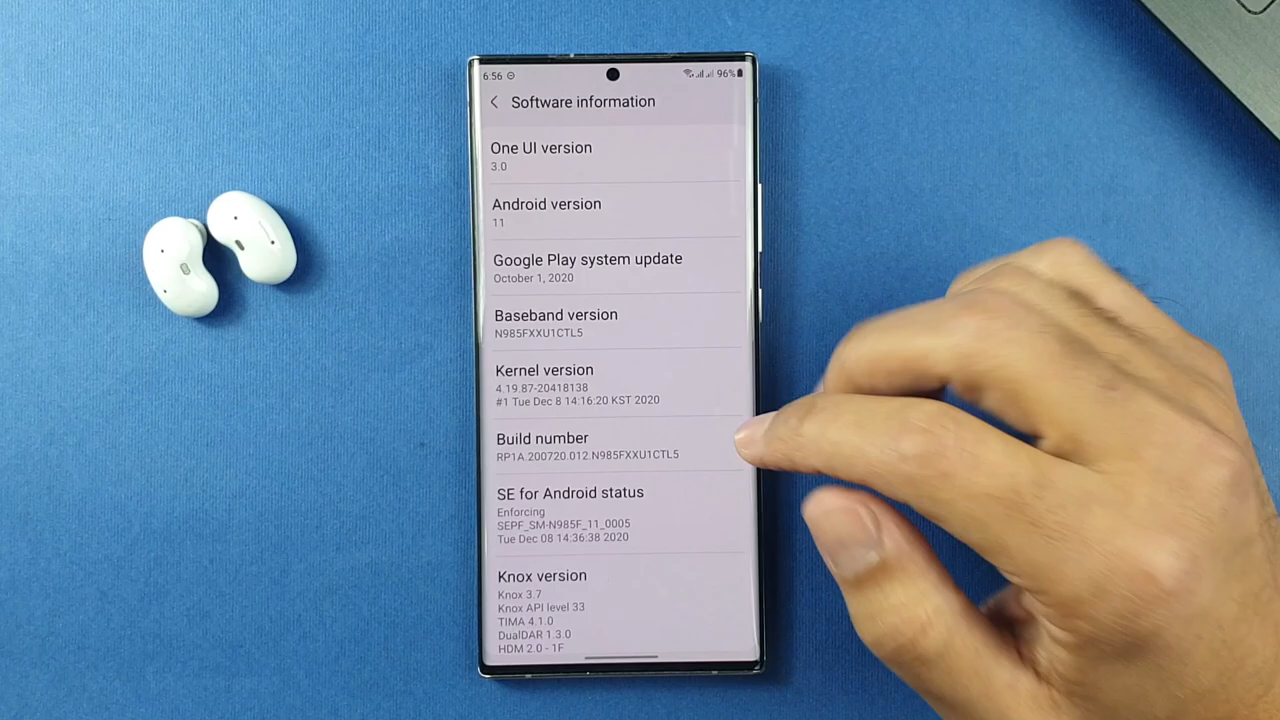 6:56 96%
Software information
One UI version
3.0
Android version
11
Google Play system update
October 1, 2020
Baseband version
N985FXXU1CTL5
Kernel version
4.19.87-20418138
#1 Tue Dec 8 14:16:20 KST 2020
Build number
RP1A.200720.012.N985FXXU1CTL5
SE for Android status
Enforcing
SEPF_SM-N985F_11_0005
Tue Dec 08 14:36:38 2020
Knox version
Knox 3.7
Knox API level 33
TIMA 4.1.0
DualDAR 1.3.0
HDM 2.0 - 1F